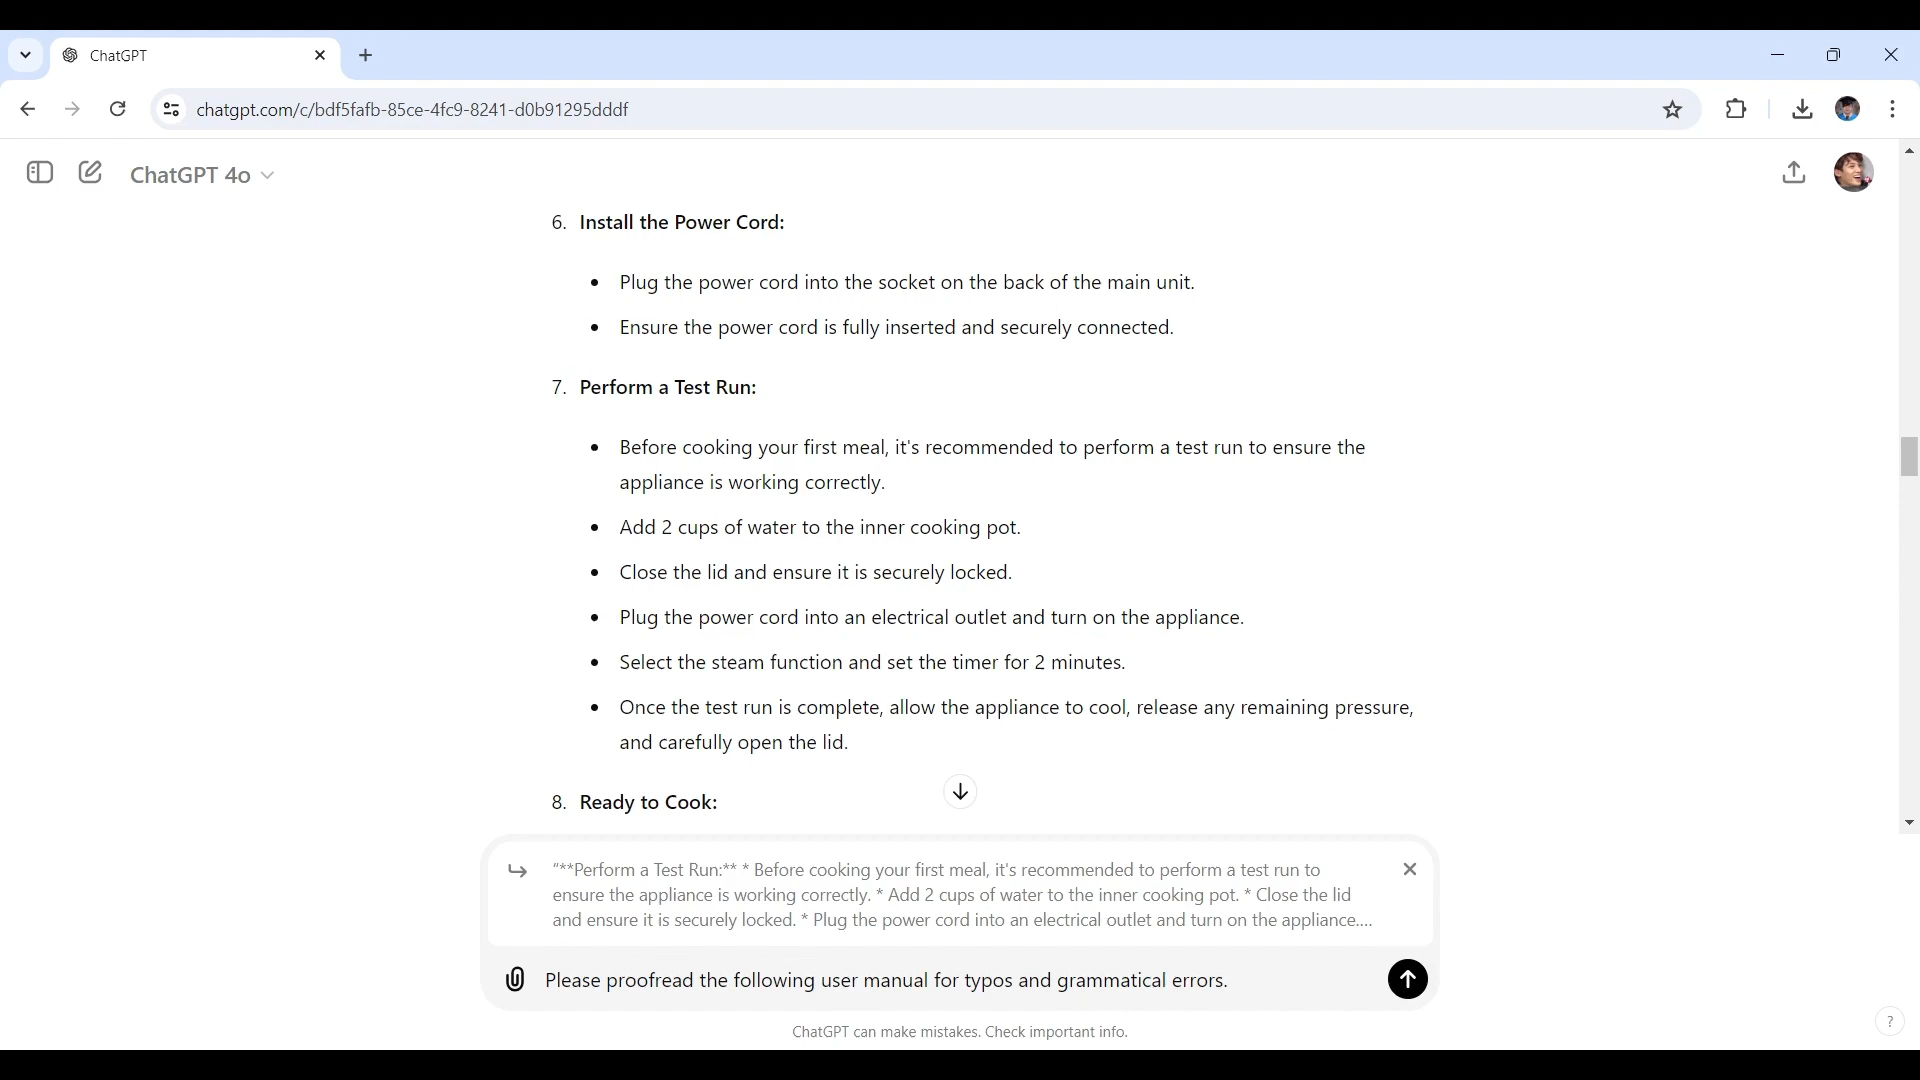 ChatGPT
chatgpt.com/c/bdf5fafb-85ce-4fc9-8241-d0b91295dddf
ChatGPT 4o
6. Install the Power Cord:
• Plug the power cord into the socket on the back of the main unit.
• Ensure the power cord is fully inserted and securely connected.
7. Perform a Test Run:
• Before cooking your first meal, it's recommended to perform a test run to ensure the
appliance is working correctly.
• Add 2 cups of water to the inner cooking pot.
• Close the lid and ensure it is securely locked.
• Plug the power cord into an electrical outlet and turn on the appliance.
• Select the steam function and set the timer for 2 minutes.
• Once the test run is complete, allow the appliance to cool, release any remaining pressure,
and carefully open the lid.
8. Ready to Cook:
“**Perform a Test Run:** * Before cooking your first meal, it's recommended to perform a test run to
ensure the appliance is working correctly. * Add 2 cups of water to the inner cooking pot. * Close the lid
and ensure it is securely locked. * Plug the power cord into an electrical outlet and turn on the appliance....
Please proofread the following user manual for typos and grammatical errors.
ChatGPT can make mistakes. Check important info.
?